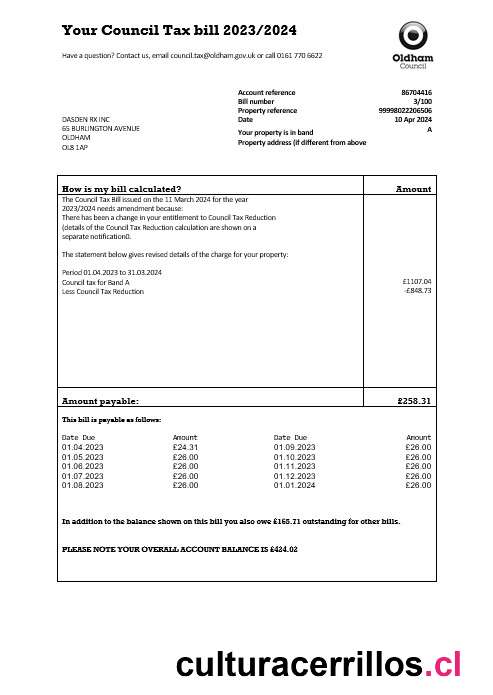 Your Council Tax bill 2023/2024
Have a question? Contact us, email council.tax@oldham.gov.uk or call 0161 770 6622
Oldham
Council
Account reference 86704416
Bill number 3/100
Property reference 99998022206506
Date 10 Apr 2024
Your property is in band A
Property address (if different from above
DASDEN RX INC
65 BURLINGTON AVENUE
OLDHAM
OL8 1AP
How is my bill calculated? Amount
The Council Tax Bill issued on the 11 March 2024 for the year
2023/2024 needs amendment because:
There has been a change in your entitlement to Council Tax Reduction
(details of the Council Tax Reduction calculation are shown on a
separate notification0.
The statement below gives revised details of the charge for your property:
Period 01.04.2023 to 31.03.2024
Council tax for Band A £1107.04
Less Council Tax Reduction -£848.73
Amount payable: £258.31
This bill is payable as follows:
Date Due Amount Date Due Amount
01.04.2023 £24.31 01.09.2023 £26.00
01.05.2023 £26.00 01.10.2023 £26.00
01.06.2023 £26.00 01.11.2023 £26.00
01.07.2023 £26.00 01.12.2023 £26.00
01.08.2023 £26.00 01.01.2024 £26.00
In addition to the balance shown on this bill you also owe £165.71 outstanding for other bills.
PLEASE NOTE YOUR OVERALL ACCOUNT BALANCE IS £424.02
culturacerrillos.cl